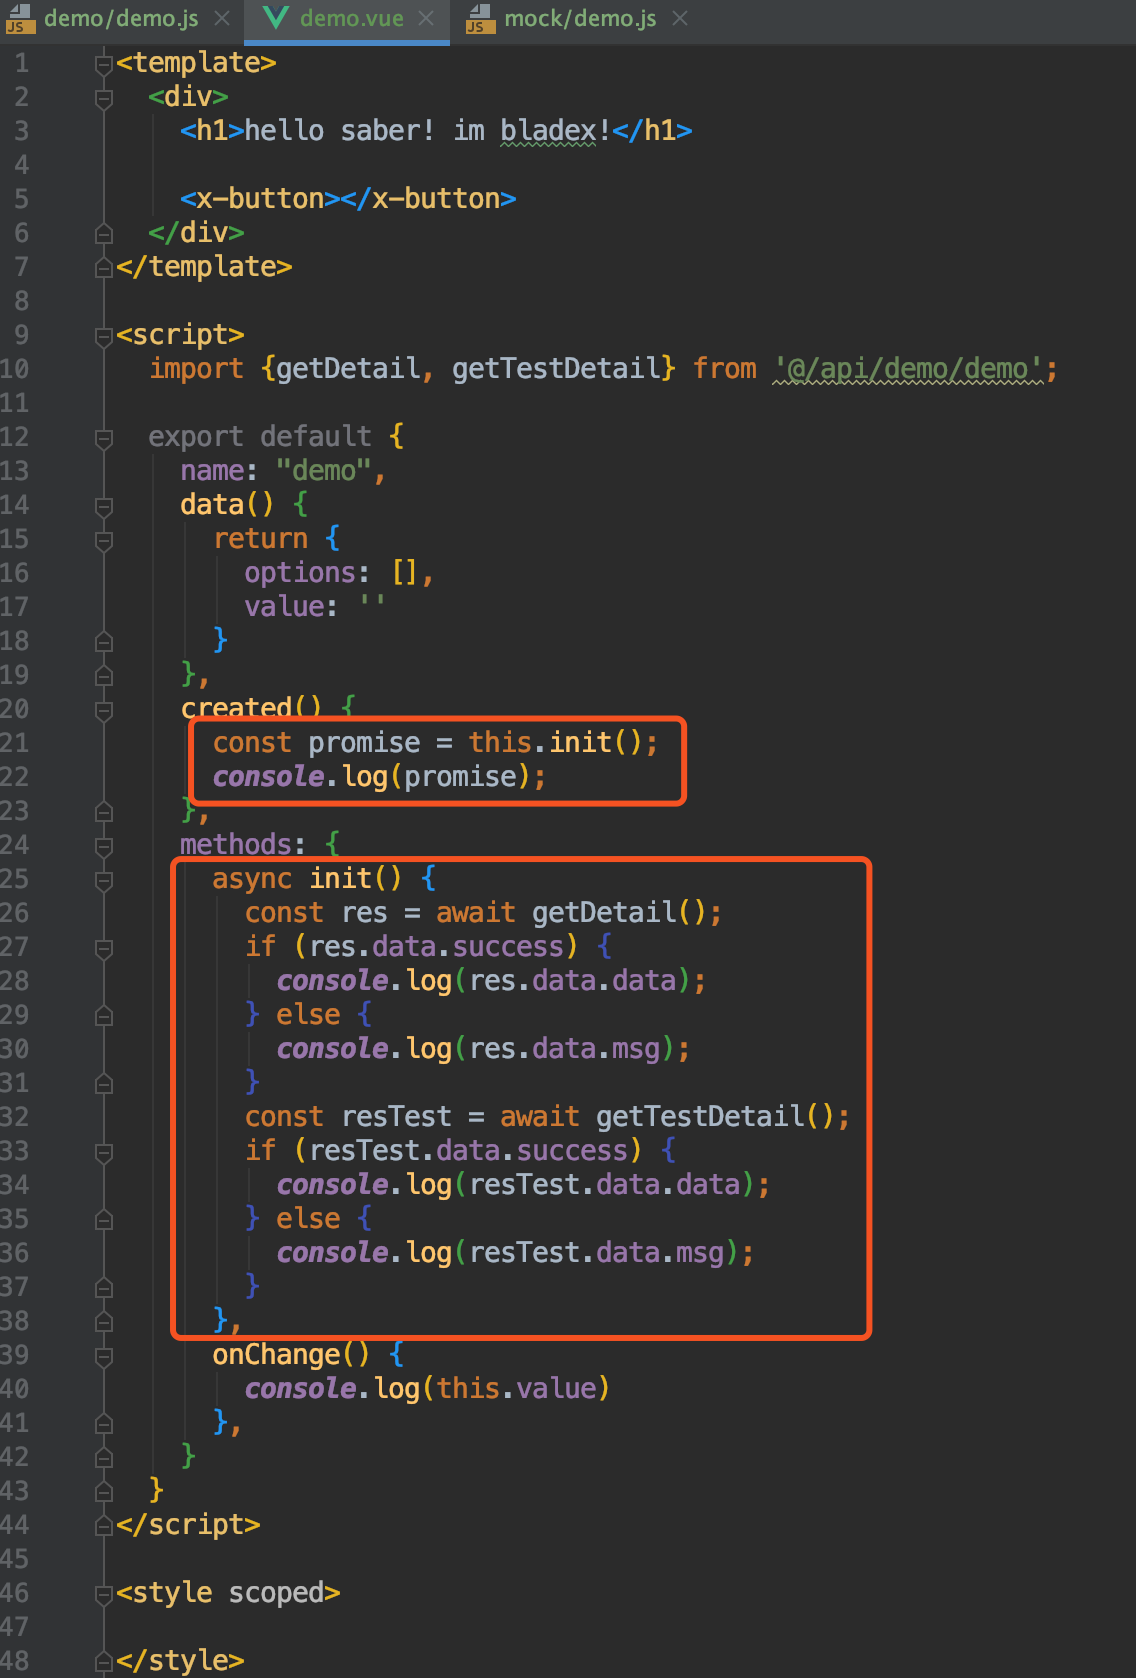 demo/demo.js demo.vue mock/demo.js
1 <template>
2 <div>
3 <h1>hello saber! im bladex!</h1>
4
5 <x-button></x-button>
6 </div>
7 </template>
8
9 <script>
10 import {getDetail, getTestDetail} from '@/api/demo/demo';
11
12 export default {
13 name: "demo",
14 data() {
15 return {
16 options: [],
17 value: ''
18 }
19 },
20 created() {
21 const promise = this.init();
22 console.log(promise);
23 },
24 methods: {
25 async init() {
26 const res = await getDetail();
27 if (res.data.success) {
28 console.log(res.data.data);
29 } else {
30 console.log(res.data.msg);
31 }
32 const resTest = await getTestDetail();
33 if (resTest.data.success) {
34 console.log(resTest.data.data);
35 } else {
36 console.log(resTest.data.msg);
37 }
38 },
39 onChange() {
40 console.log(this.value)
41 },
42 }
43 }
44 </script>
45
46 <style scoped>
47
48 </style>